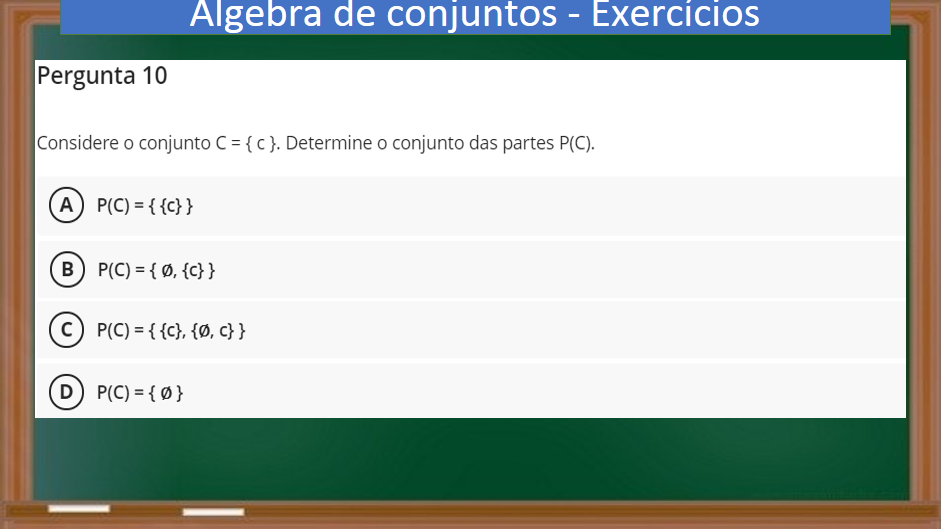 Álgebra de conjuntos - Exercícios
Pergunta 10
Considere o conjunto C = { c }. Determine o conjunto das partes P(C).
A P(C) = { {c} }
B P(C) = { Ø, {c} }
C P(C) = { {c}, {Ø, c} }
D P(C) = { Ø }